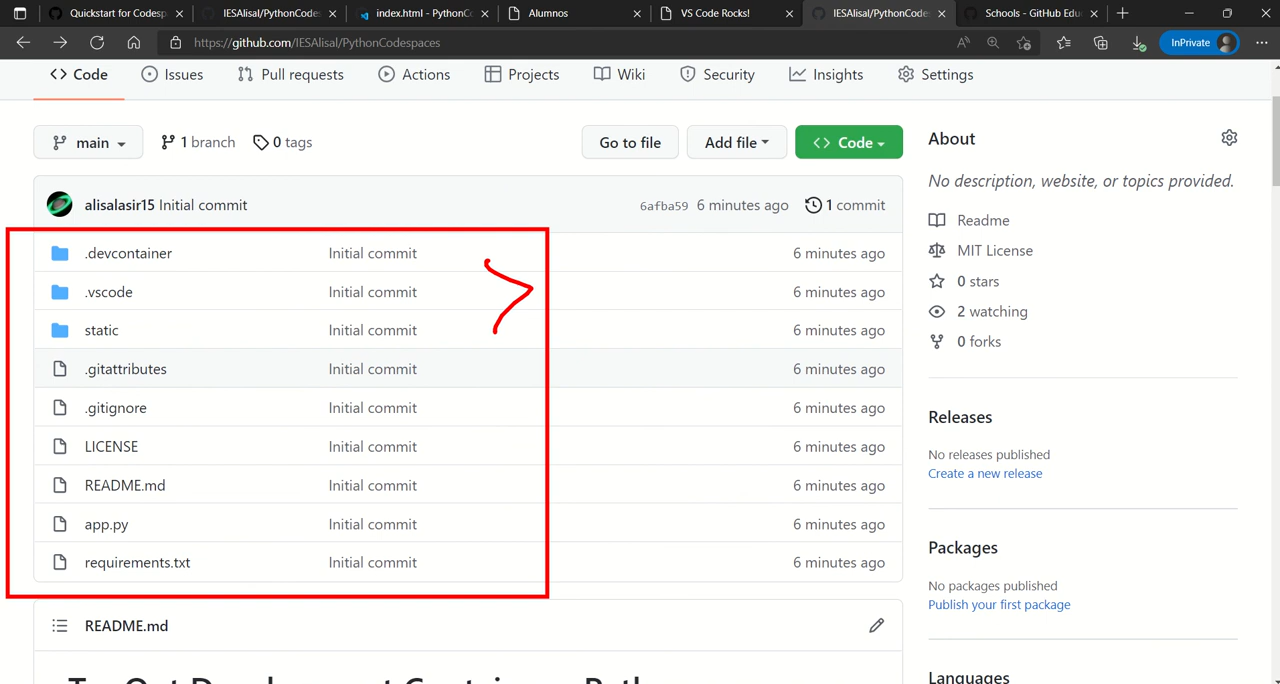 Quickstart for Codesp
IESAlisal/PythonCodes
index.html - PythonCo
Alumnos
VS Code Rocks!
IESAlisal/PythonCode
Schools - GitHub Edu
https://github.com/IESAlisal/PythonCodespaces
InPrivate
Code
Issues
Pull requests
Actions
Projects
Wiki
Security
Insights
Settings
main
1 branch
0 tags
Go to file
Add file
Code
alisalasir15 Initial commit
6afba59 6 minutes ago
1 commit
.devcontainer Initial commit 6 minutes ago
.vscode Initial commit 6 minutes ago
static Initial commit 6 minutes ago
.gitattributes Initial commit 6 minutes ago
.gitignore Initial commit 6 minutes ago
LICENSE Initial commit 6 minutes ago
README.md Initial commit 6 minutes ago
app.py Initial commit 6 minutes ago
requirements.txt Initial commit 6 minutes ago
README.md
About
No description, website, or topics provided.
Readme
MIT License
0 stars
2 watching
0 forks
Releases
No releases published
Create a new release
Packages
No packages published
Publish your first package
Languages